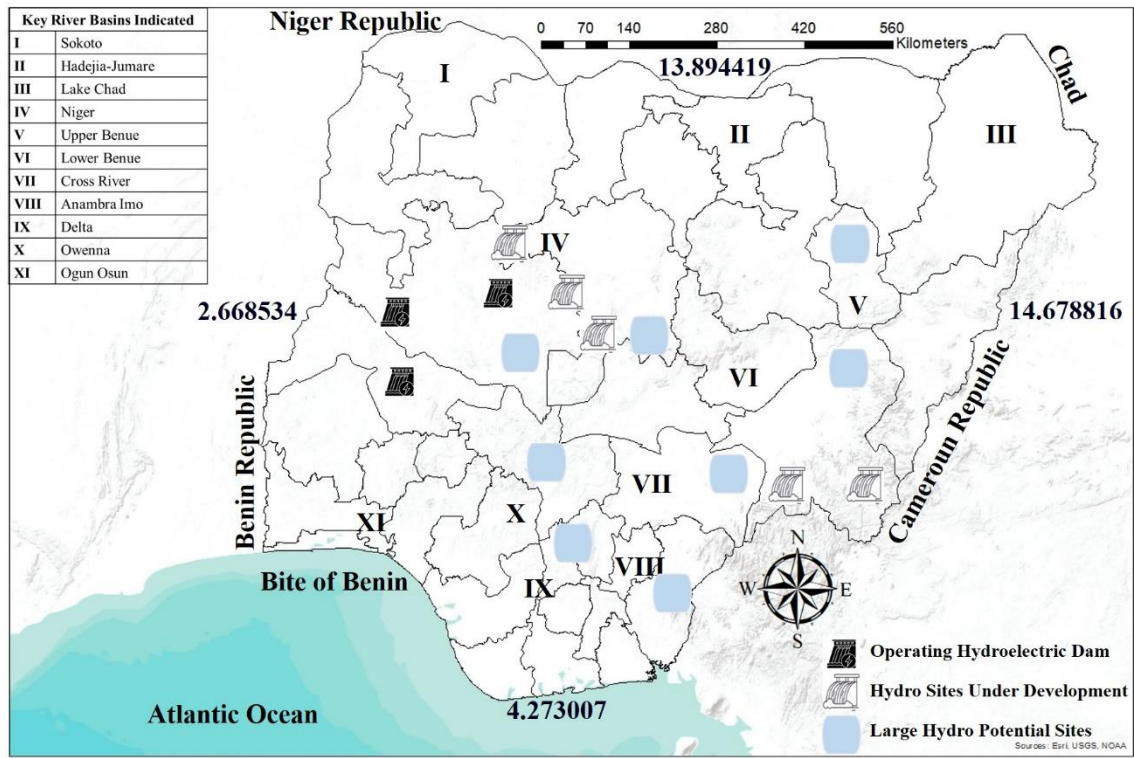 Key River Basins Indicated
I Sokoto
II Hadejia-Jumare
III Lake Chad
IV Niger
V Upper Benue
VI Lower Benue
VII Cross River
VIII Anambra Imo
IX Delta
X Owenna
XI Ogun Osun
Niger Republic
0 70 140 280 420 560
Kilometers
13.894419
Chad
I
II
III
IV
2.668534
V
14.678816
VI
Benin Republic
Cameroun Republic
VII
X
XI
VIII
Bite of Benin
IX
N
W E
S
Operating Hydroelectric Dam
Hydro Sites Under Development
4.273007
Atlantic Ocean
Large Hydro Potential Sites
Sources: Esri, USGS, NOAA